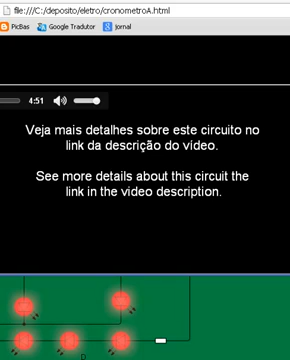 file:///C:/deposito/eletro/cronometroA.html
PicBas Google Tradutor jornal
4:51
Veja mais detalhes sobre este circuito no
link da descrição do vídeo.
See more details about this circuit the
link in the video description.